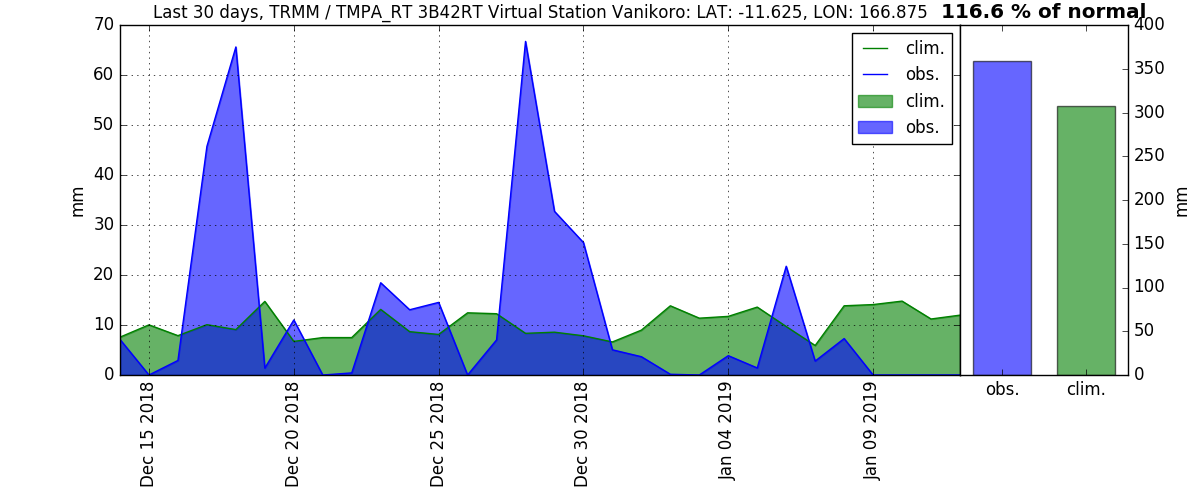 Last 30 days, TRMM / TMPA_RT 3B42RT Virtual Station Vanikoro: LAT: -11.625, LON: 166.875 116.6 % of normal
70
60
50
40
30
20
10
0
mm
clim.
obs.
clim.
obs.
Dec 15 2018
Dec 20 2018
Dec 25 2018
Dec 30 2018
Jan 04 2019
Jan 09 2019
400
350
300
250
200
150
100
50
0
mm
obs. clim.